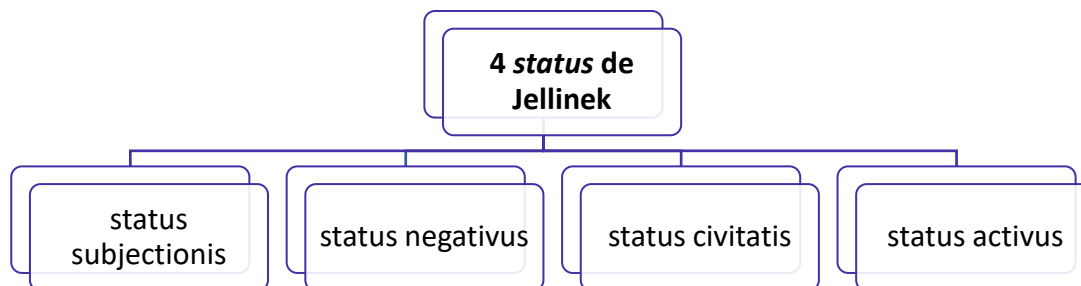 4 status de
Jellinek
status
subjectionis
status negativus
status civitatis
status activus